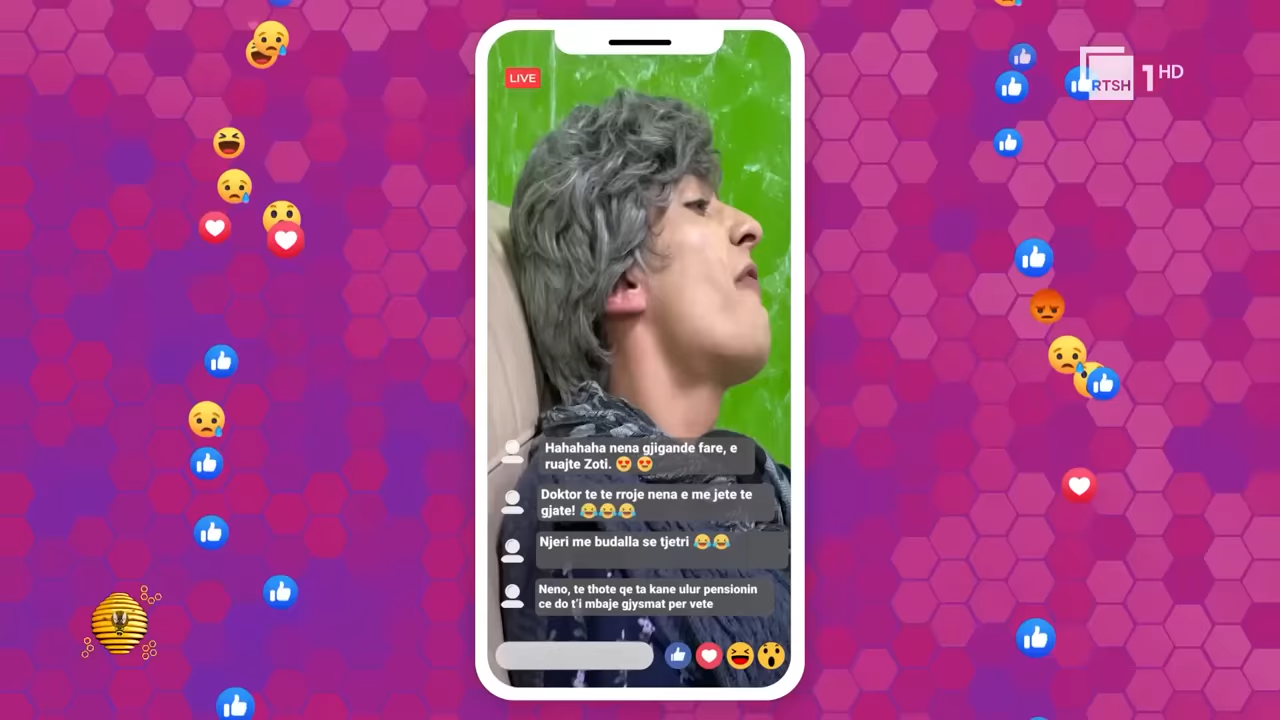 LIVE
RTSH 1 HD
Hahahaha nena gjigande fare, e
ruajte Zoti. 😍 😍
Doktor te te rroje nena e me jete te
gjate! 😂😂😂
Njeri me budalla se tjetri 😂😂
Neno, te thote qe ta kane ulur pensionin
ce do t'i mbaje gjysmat per vete